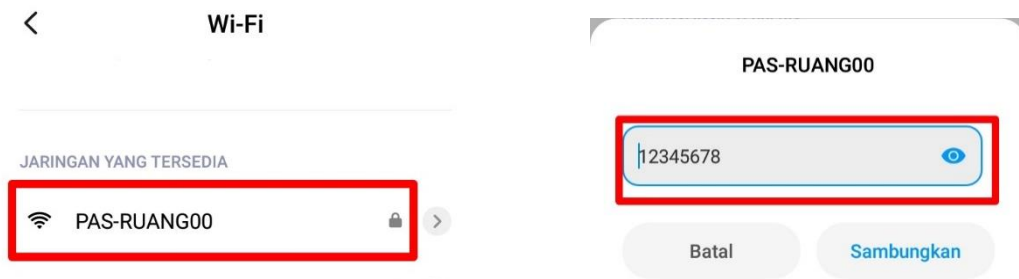 Wi-Fi
JARINGAN YANG TERSEDIA
PAS-RUANG00
PAS-RUANG00
12345678
Batal
Sambungkan